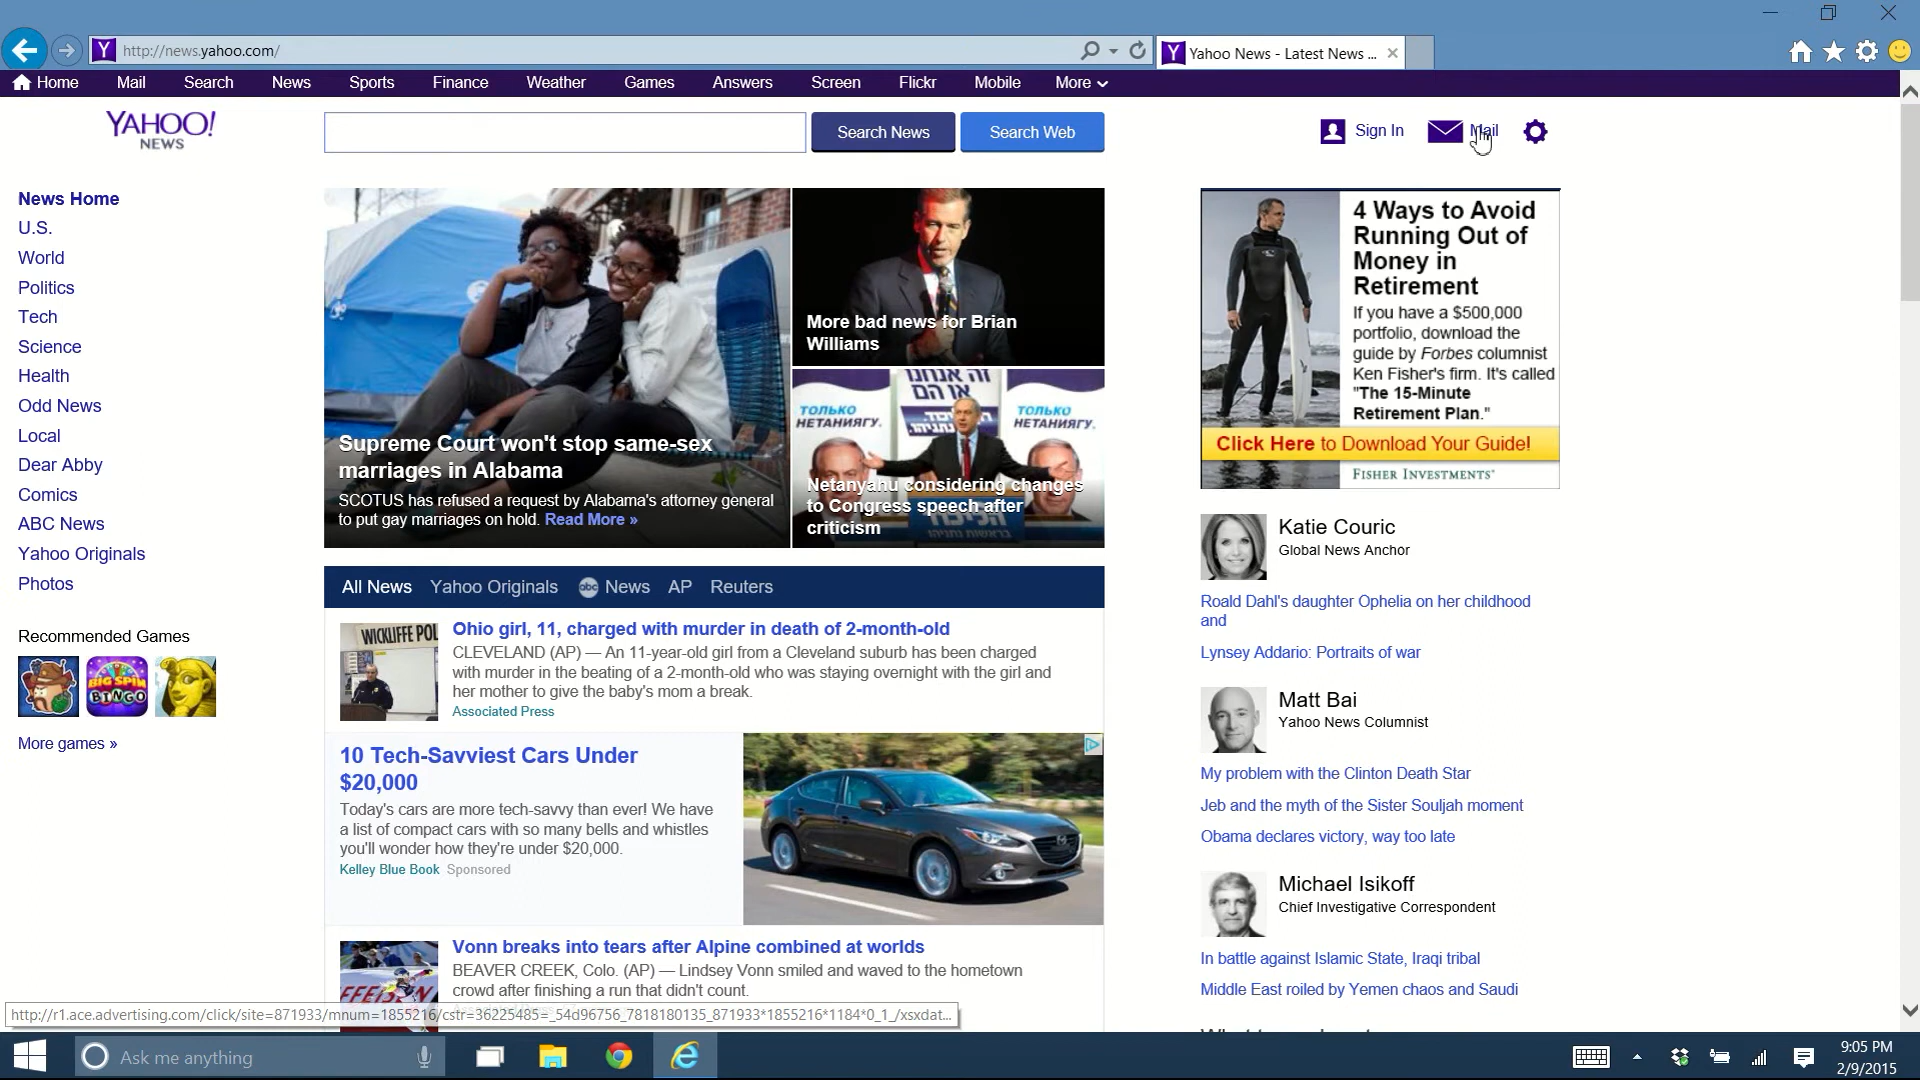 http://news.yahoo.com/
Yahoo News - Latest News ...
Home Mail Search News Sports Finance Weather Games Answers Screen Flickr Mobile More
YAHOO!
NEWS
Search News
Search Web
Sign In
Mail
News Home
U.S.
World
Politics
Tech
Science
Health
Odd News
Local
Dear Abby
Comics
ABC News
Yahoo Originals
Photos
Recommended Games
BIG SPIN
BINGO
More games »
Supreme Court won't stop same-sex
marriages in Alabama
SCOTUS has refused a request by Alabama's attorney general
to put gay marriages on hold. Read More »
More bad news for Brian
Williams
זה אנחנו
או הם
ТОЛЬКО
НЕТАНИЯГУ.
ТОЛЬКО
НЕТАНИЯГУ.
Netanyahu considering changes
to Congress speech after
criticism
All News Yahoo Originals abc News AP Reuters
WICKLIFFE POL
Ohio girl, 11, charged with murder in death of 2-month-old
CLEVELAND (AP) — An 11-year-old girl from a Cleveland suburb has been charged
with murder in the beating of a 2-month-old who was staying overnight with the girl and
her mother to give the baby's mom a break.
Associated Press
10 Tech-Savviest Cars Under
$20,000
Today's cars are more tech-savvy than ever! We have
a list of compact cars with so many bells and whistles
you'll wonder how they're under $20,000.
Kelley Blue Book Sponsored
Vonn breaks into tears after Alpine combined at worlds
BEAVER CREEK, Colo. (AP) — Lindsey Vonn smiled and waved to the hometown
crowd after finishing a run that didn't count.
4 Ways to Avoid
Running Out of
Money in
Retirement
If you have a $500,000
portfolio, download the
guide by Forbes columnist
Ken Fisher's firm. It's called
"The 15-Minute
Retirement Plan."
Click Here to Download Your Guide!
FISHER INVESTMENTS
Katie Couric
Global News Anchor
Roald Dahl's daughter Ophelia on her childhood
and
Lynsey Addario: Portraits of war
Matt Bai
Yahoo News Columnist
My problem with the Clinton Death Star
Jeb and the myth of the Sister Souljah moment
Obama declares victory, way too late
Michael Isikoff
Chief Investigative Correspondent
In battle against Islamic State, Iraqi tribal
Middle East roiled by Yemen chaos and Saudi
http://r1.ace.advertising.com/click/site=871933/mnum=1855216/cstr=36225485=_54d96756_7818180135_871933*1855216*1184*0_1_/xsxdat...
Ask me anything
9:05 PM
2/9/2015